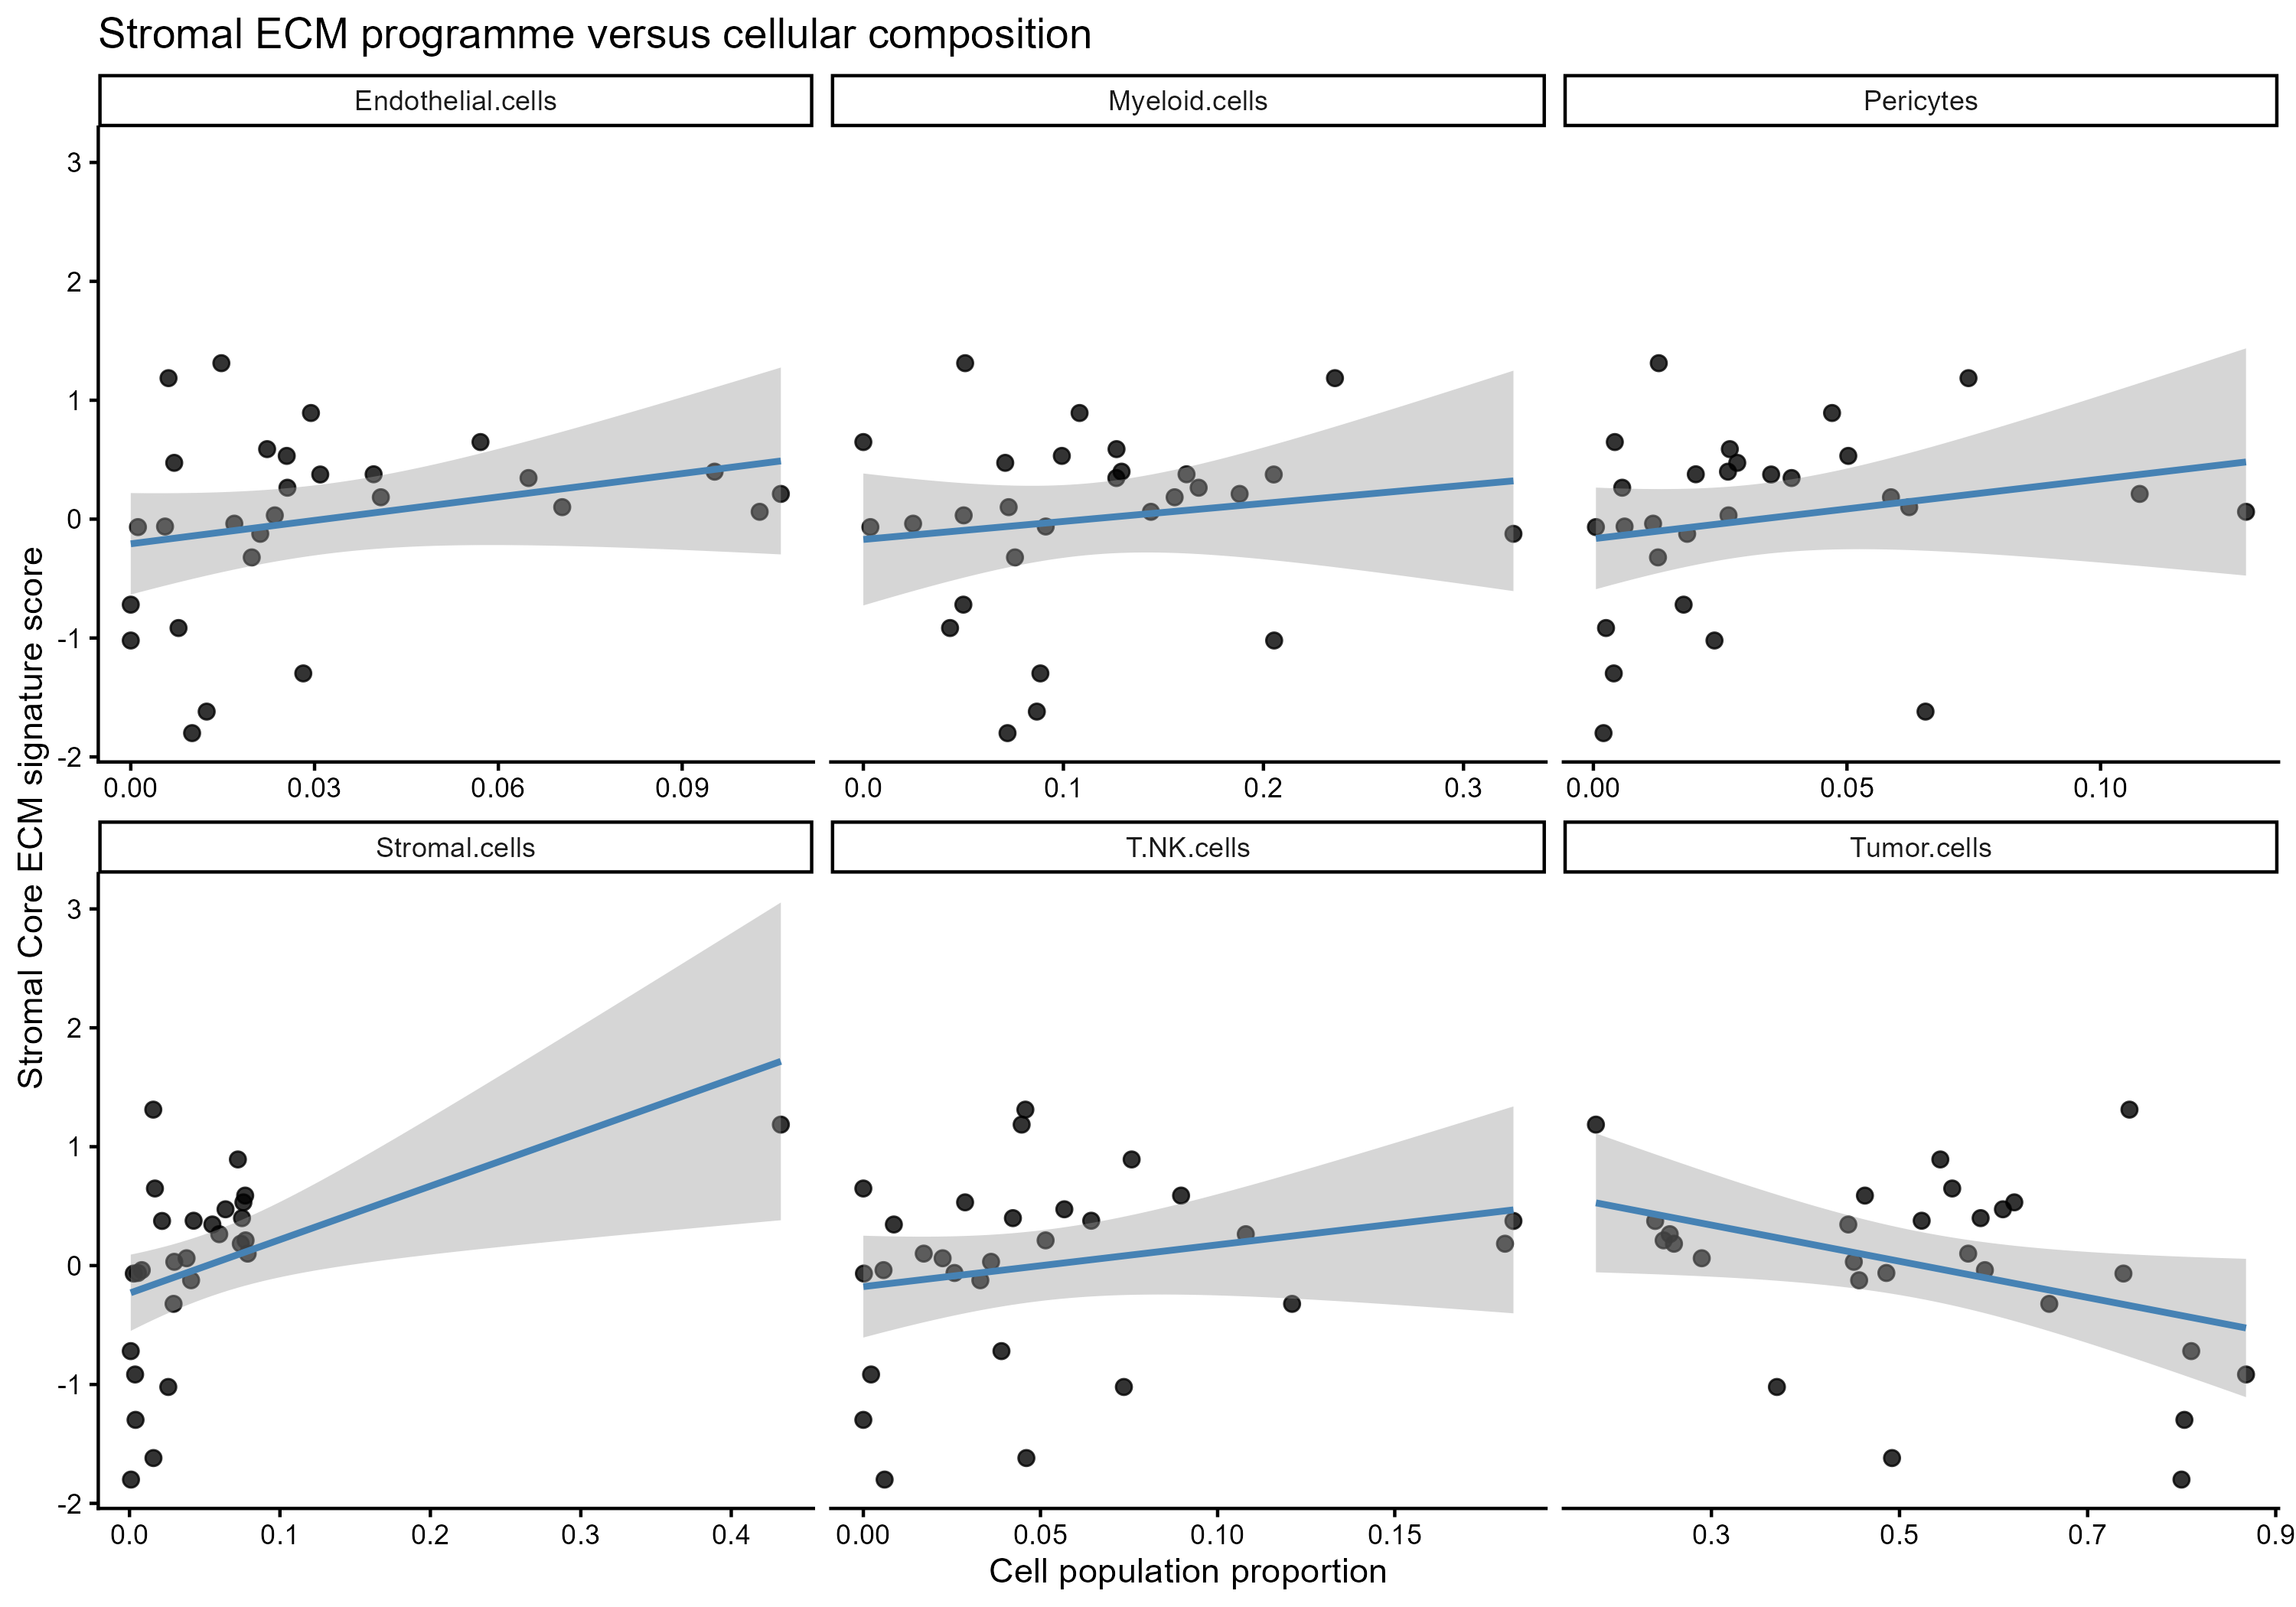 Stromal ECM programme versus cellular composition
Endothelial.cells Myeloid.cells Pericytes
3
2
1
0
-1
-2
0.00 0.03 0.06 0.09 0.0 0.1 0.2 0.3 0.00 0.05 0.10
Stromal Core ECM signature score
Stromal.cells T.NK.cells Tumor.cells
3
2
1
0
-1
-2
0.0 0.1 0.2 0.3 0.4 0.00 0.05 0.10 0.15 0.3 0.5 0.7 0.9
Cell population proportion